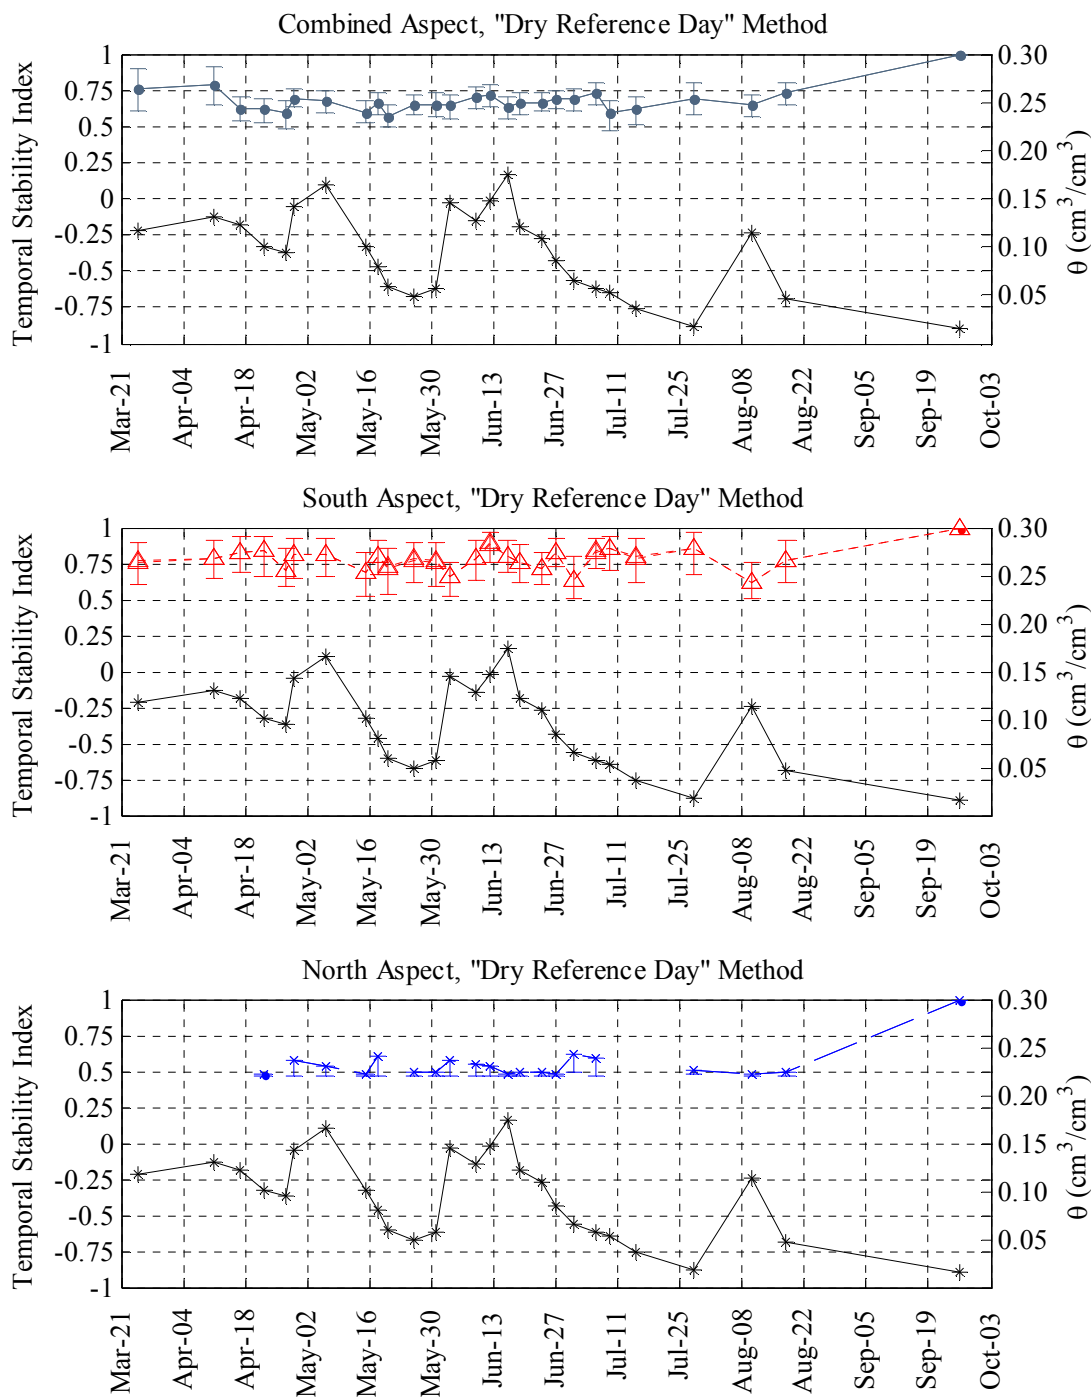 Combined Aspect, "Dry Reference Day" Method
Temporal Stability Index
1
0.75
0.5
0.25
0
-0.25
-0.5
-0.75
-1
0.30
0.25
0.20
0.15
0.10
0.05
θ (cm³/cm³)
Mar-21
Apr-04
Apr-18
May-02
May-16
May-30
Jun-13
Jun-27
Jul-11
Jul-25
Aug-08
Aug-22
Sep-05
Sep-19
Oct-03
South Aspect, "Dry Reference Day" Method
Temporal Stability Index
1
0.75
0.5
0.25
0
-0.25
-0.5
-0.75
-1
0.30
0.25
0.20
0.15
0.10
0.05
θ (cm³/cm³)
Mar-21
Apr-04
Apr-18
May-02
May-16
May-30
Jun-13
Jun-27
Jul-11
Jul-25
Aug-08
Aug-22
Sep-05
Sep-19
Oct-03
North Aspect, "Dry Reference Day" Method
Temporal Stability Index
1
0.75
0.5
0.25
0
-0.25
-0.5
-0.75
-1
0.30
0.25
0.20
0.15
0.10
0.05
θ (cm³/cm³)
Mar-21
Apr-04
Apr-18
May-02
May-16
May-30
Jun-13
Jun-27
Jul-11
Jul-25
Aug-08
Aug-22
Sep-05
Sep-19
Oct-03